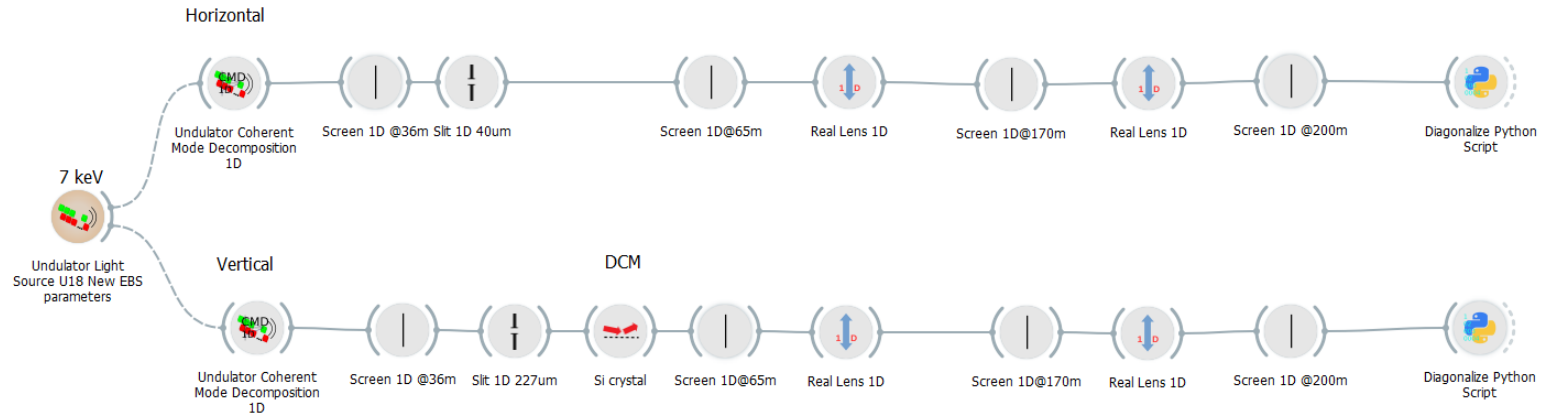 Horizontal
CMD
1D
Undulator Coherent
Mode Decomposition
1D
Screen 1D @36m
Slit 1D 40um
Screen 1D@65m
1 D
Real Lens 1D
Screen 1D@170m
1 D
Real Lens 1D
Screen 1D @200m
Diagonalize Python
Script
7 keV
Undulator Light
Source U18 New EBS
parameters
Vertical
DCM
CMD
1D
Undulator Coherent
Mode Decomposition
1D
Screen 1D @36m
Slit 1D 227um
Si crystal
Screen 1D@65m
1 D
Real Lens 1D
Screen 1D@170m
1 D
Real Lens 1D
Screen 1D @200m
Diagonalize Python
Script